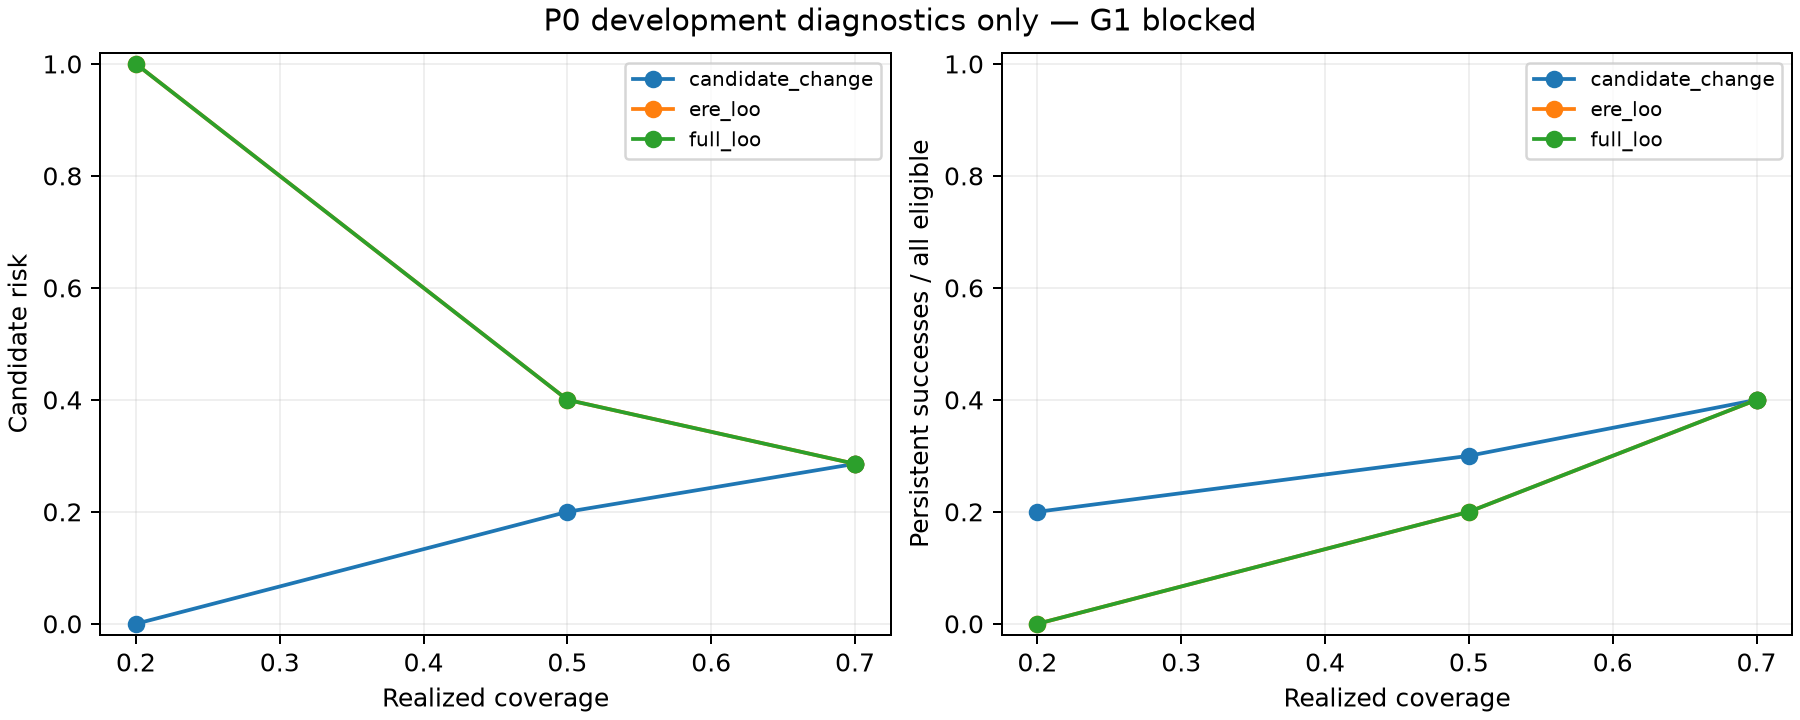 P0 development diagnostics only — G1 blocked
Candidate risk
1.0
0.8
0.6
0.4
0.2
0.0
0.2 0.3 0.4 0.5 0.6 0.7
Realized coverage
candidate_change
ere_loo
full_loo
Persistent successes / all eligible
1.0
0.8
0.6
0.4
0.2
0.0
0.2 0.3 0.4 0.5 0.6 0.7
Realized coverage
candidate_change
ere_loo
full_loo